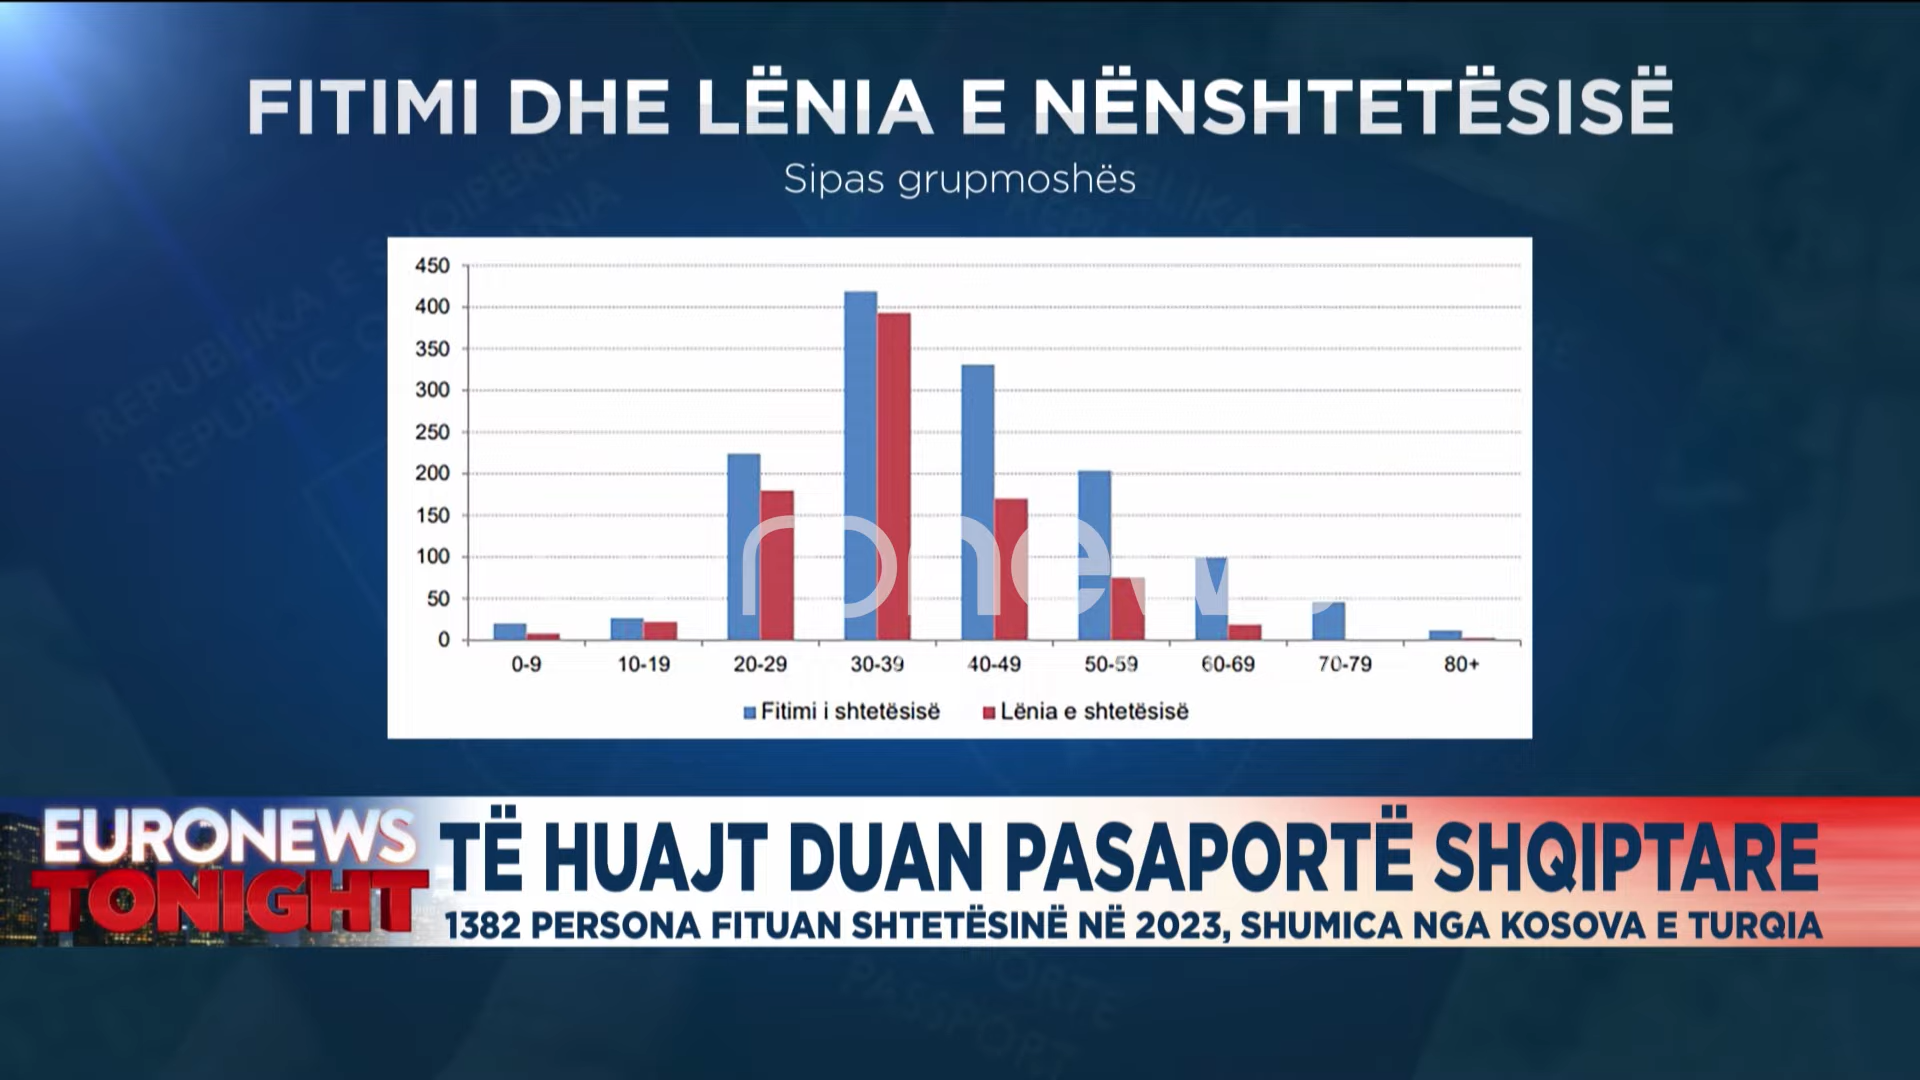 FITIMI DHE LËNIA E NËNSHTETËSISË
Sipas grupmoshës
450
400
350
300
250
200
150
100
50
0
0-9 10-19 20-29 30-39 40-49 50-59 60-69 70-79 80+
Fitimi i shtetësisë Lënia e shtetësisë
EURONEWS
TONIGHT
TË HUAJT DUAN PASAPORTË SHQIPTARE
1382 PERSONA FITUAN SHTETËSINË NË 2023, SHUMICA NGA KOSOVA E TURQIA